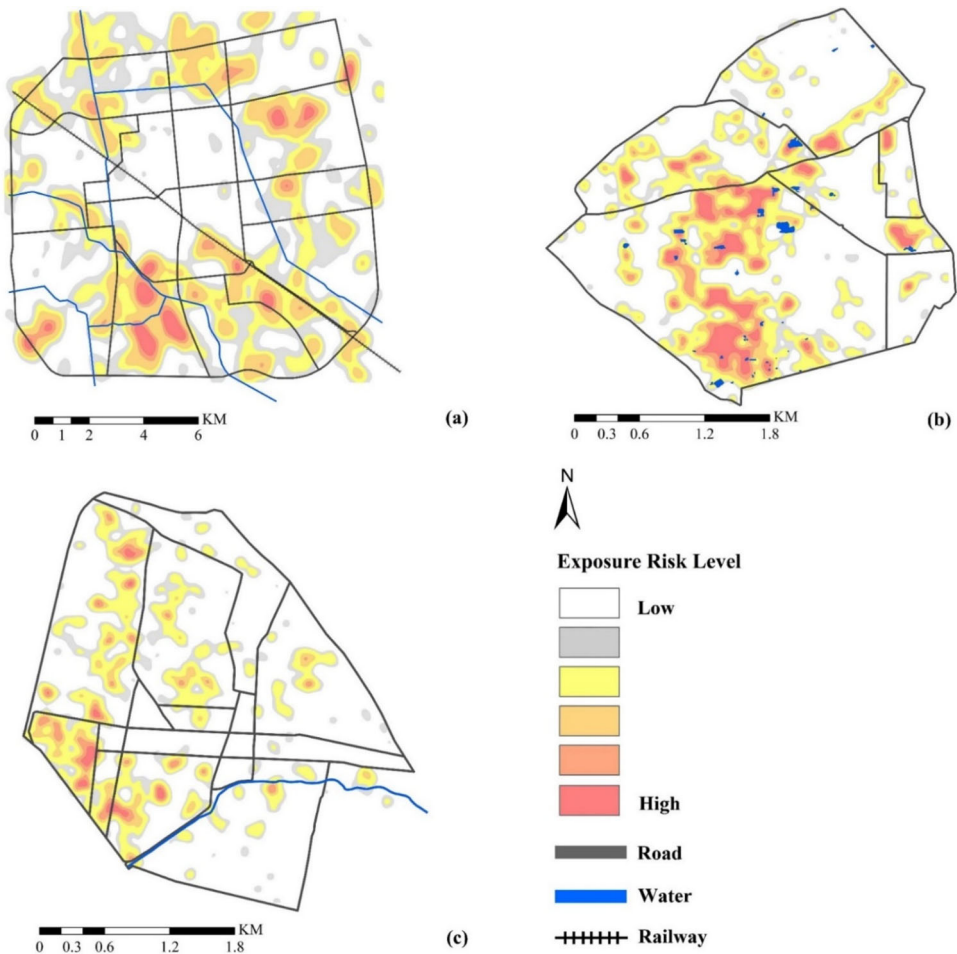 KM
0 1 2 4 6
(a)
KM
0 0.3 0.6 1.2 1.8
(b)
N
Exposure Risk Level
Low
High
Road
Water
Railway
KM
0 0.3 0.6 1.2 1.8
(c)